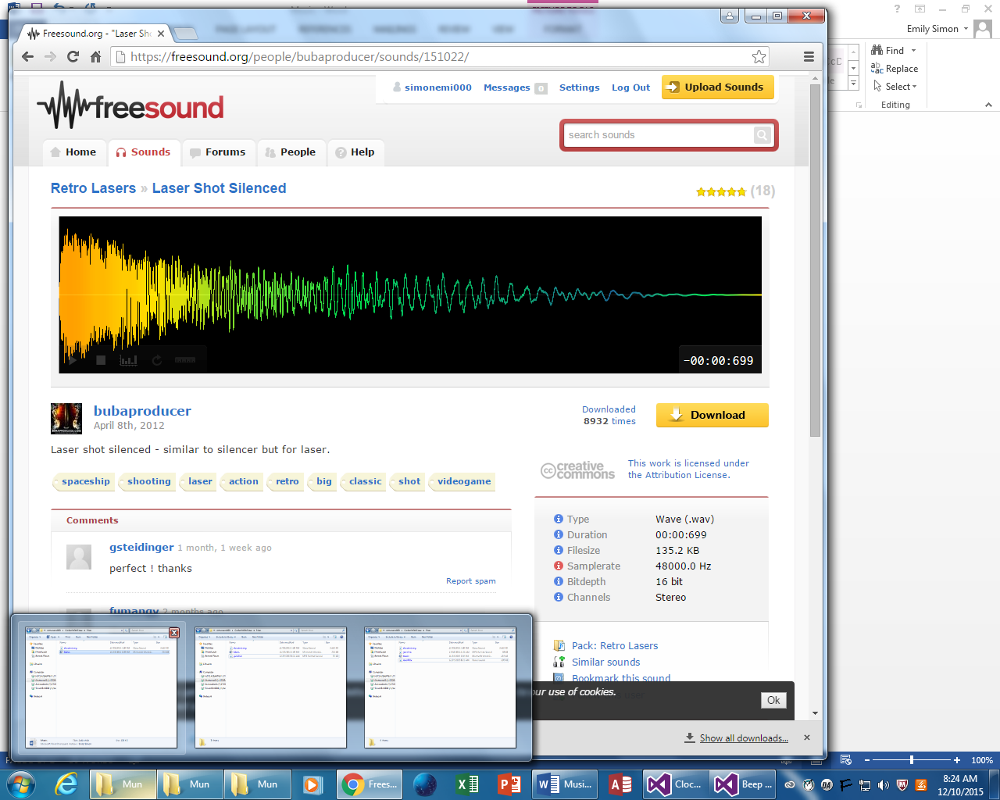 Emily Simon
Find
Replace
Select
Editing
Freesound.org - "Laser Sh
https://freesound.org/people/bubaproducer/sounds/151022/
freesound
simonemi000 Messages 0 Settings Log Out Upload Sounds
search sounds
Home Sounds Forums People Help
Retro Lasers » Laser Shot Silenced
(18)
-00:00:699
bubaproducer
April 8th, 2012
Downloaded
8932 times
Download
Laser shot silenced - similar to silencer but for laser.
creative commons
This work is licensed under
the Attribution License.
spaceship shooting laser action retro big classic shot videogame
Comments
gsteidinger 1 month, 1 week ago
perfect ! thanks
Report spam
fumangy 2 months ago
Type Wave (.wav)
Duration 00:00:699
Filesize 135.2 KB
Samplerate 48000.0 Hz
Bitdepth 16 bit
Channels Stereo
Pack: Retro Lasers
Similar sounds
Bookmark this sound
our use of cookies.
Ok
Show all downloads...
100%
Mun
Mun
Mun
Frees...
Musi...
Cloc...
Beep ...
8:24 AM
12/10/2015